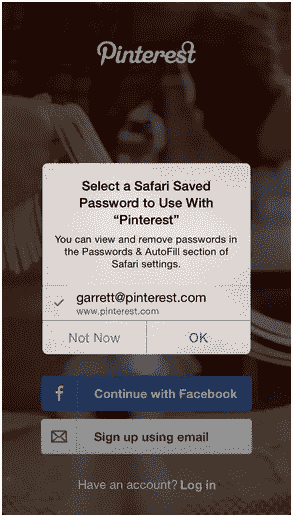 Pinterest
Select a Safari Saved
Password to Use With
“Pinterest”
You can view and remove passwords in
the Passwords & AutoFill section of
Safari settings.
garrett@pinterest.com
www.pinterest.com
Not Now
OK
Continue with Facebook
Sign up using email
Have an account? Log in